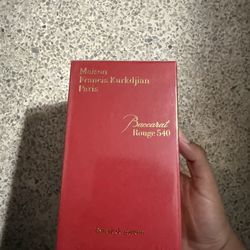 Maison
Francis Kurkdjian
Paris
Baccarat
Rouge 540